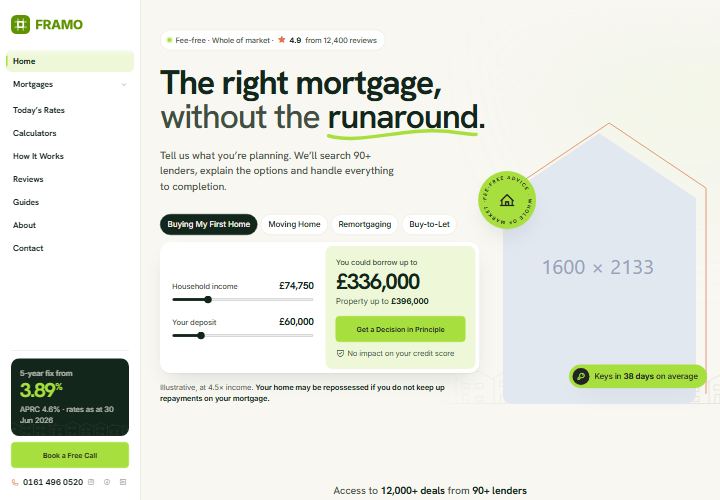 FRAMO
Home
Mortgages
Today's Rates
Calculators
How It Works
Reviews
Guides
About
Contact
5-year fix from
3.89%
APRC 4.6% · rates as at 30
Jun 2026
Book a Free Call
0161 496 0520
Fee-free · Whole of market · ★ 4.9 from 12,400 reviews
The right mortgage,
without the runaround.
Tell us what you're planning. We'll search 90+
lenders, explain the options and handle everything
to completion.
Buying My First Home
Moving Home
Remortgaging
Buy-to-Let
Household income £74,750
Your deposit £60,000
You could borrow up to
£336,000
Property up to £396,000
Get a Decision in Principle
No impact on your credit score
Illustrative, at 4.5× income. Your home may be repossessed if you do not keep up
repayments on your mortgage.
FEE-FREE ADVICE · WHOLE OF MARKET ·
1600 × 2133
Keys in 38 days on average
Access to 12,000+ deals from 90+ lenders